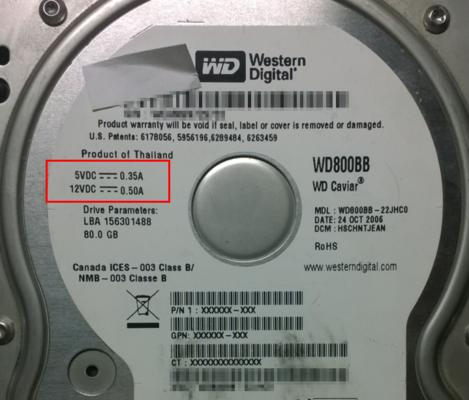 WD Western
Digital®
Product warranty will be void if seal, label or cover is removed or damaged.
U.S. Patents: 6178056, 5956196,6289484, 6263459
Product of Thailand
5VDC ⎓ 0.35A
12VDC ⎓ 0.50A
Drive Parameters:
LBA 156301488
80.0 GB
WD800BB
WD Caviar®
MDL : WD800BB-22JHC0
DATE: 24 OCT 2006
DCM: HSCHNTJEAN
RoHS
www.westerndigital.com
Canada ICES - 003 Class B/
NMB - 003 Classe B
P/N 1 : XXXXXX-XXX
GPN: XXXXXX-XXX
CT : XXXXXXXXXXXXXX